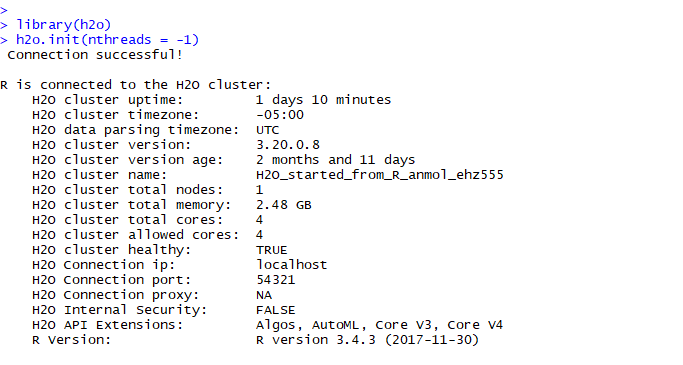 >
> library(h2o)
> h2o.init(nthreads = -1)
 Connection successful!

R is connected to the H2O cluster:
    H2O cluster uptime:         1 days 10 minutes
    H2O cluster timezone:       -05:00
    H2O data parsing timezone:  UTC
    H2O cluster version:        3.20.0.8
    H2O cluster version age:    2 months and 11 days
    H2O cluster name:           H2O_started_from_R_anmol_ehz555
    H2O cluster total nodes:    1
    H2O cluster total memory:   2.48 GB
    H2O cluster total cores:    4
    H2O cluster allowed cores:  4
    H2O cluster healthy:        TRUE
    H2O Connection ip:          localhost
    H2O Connection port:        54321
    H2O Connection proxy:       NA
    H2O Internal Security:      FALSE
    H2O API Extensions:         Algos, AutoML, Core V3, Core V4
    R Version:                  R version 3.4.3 (2017-11-30)